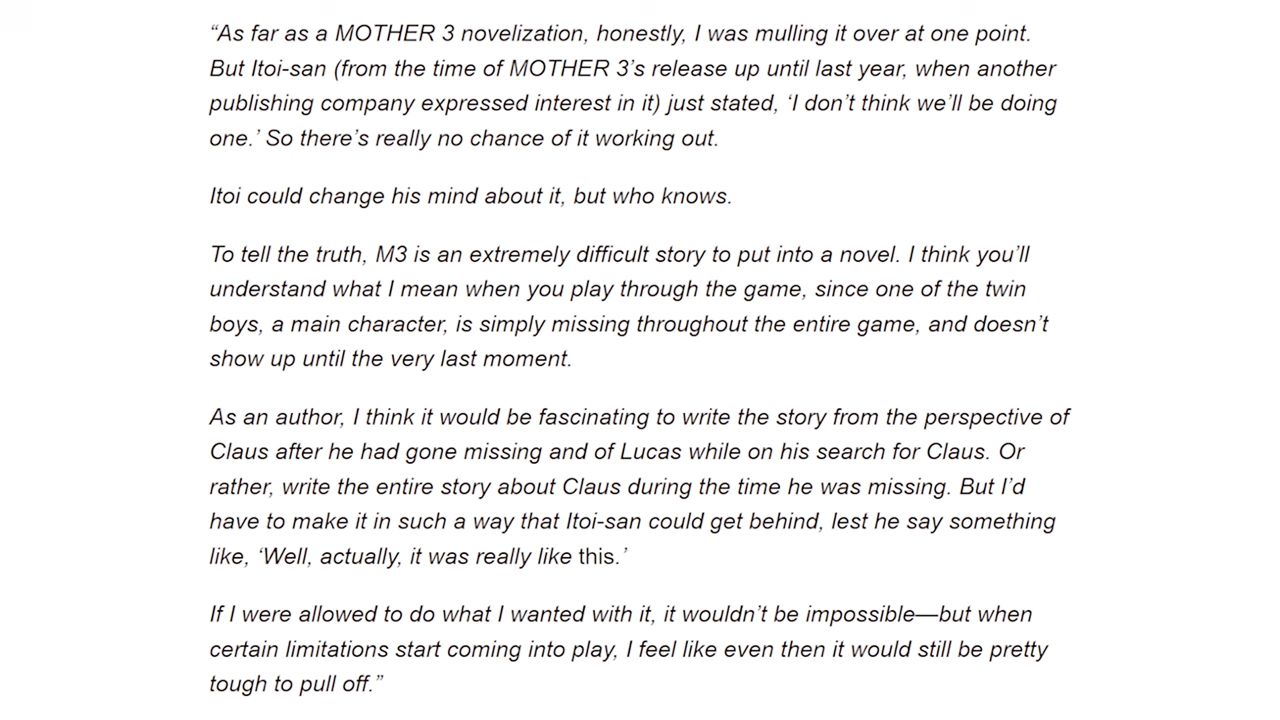 “As far as a MOTHER 3 novelization, honestly, I was mulling it over at one point.
But Itoi-san (from the time of MOTHER 3’s release up until last year, when another
publishing company expressed interest in it) just stated, ‘I don’t think we’ll be doing
one.’ So there’s really no chance of it working out.
Itoi could change his mind about it, but who knows.
To tell the truth, M3 is an extremely difficult story to put into a novel. I think you’ll
understand what I mean when you play through the game, since one of the twin
boys, a main character, is simply missing throughout the entire game, and doesn’t
show up until the very last moment.
As an author, I think it would be fascinating to write the story from the perspective of
Claus after he had gone missing and of Lucas while on his search for Claus. Or
rather, write the entire story about Claus during the time he was missing. But I’d
have to make it in such a way that Itoi-san could get behind, lest he say something
like, ‘Well, actually, it was really like this.’
If I were allowed to do what I wanted with it, it wouldn’t be impossible—but when
certain limitations start coming into play, I feel like even then it would still be pretty
tough to pull off.”